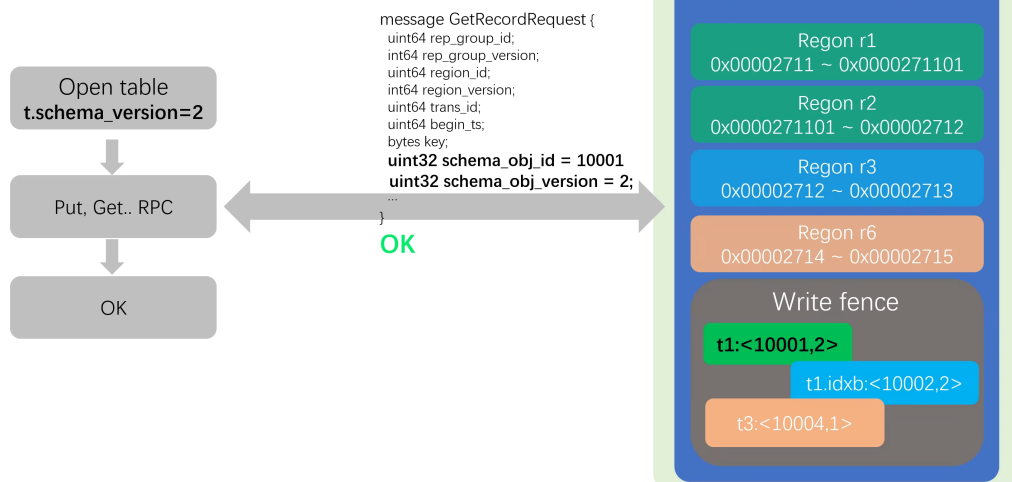 Open table
t.schema_version=2
Put, Get.. RPC
OK
message GetRecordRequest {
uint64 rep_group_id;
int64 rep_group_version;
uint64 region_id;
int64 region_version;
uint64 trans_id;
uint64 begin_ts;
bytes key;
uint32 schema_obj_id = 10001
uint32 schema_obj_version = 2;
...
}
OK
Regon r1
0x00002711 ~ 0x0000271101
Regon r2
0x0000271101 ~ 0x00002712
Regon r3
0x00002712 ~ 0x00002713
Regon r6
0x00002714 ~ 0x00002715
Write fence
t1:<10001,2>
t1.idxb:<10002,2>
t3:<10004,1>